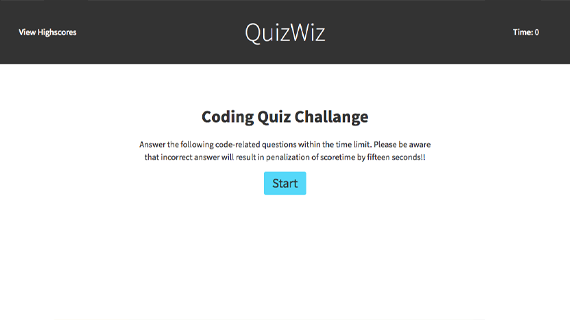 View Highscores
QuizWiz
Time: 0
Coding Quiz Challange
Answer the following code-related questions within the time limit. Please be aware
that incorrect answer will result in penalization of scoretime by fifteen seconds!!
Start